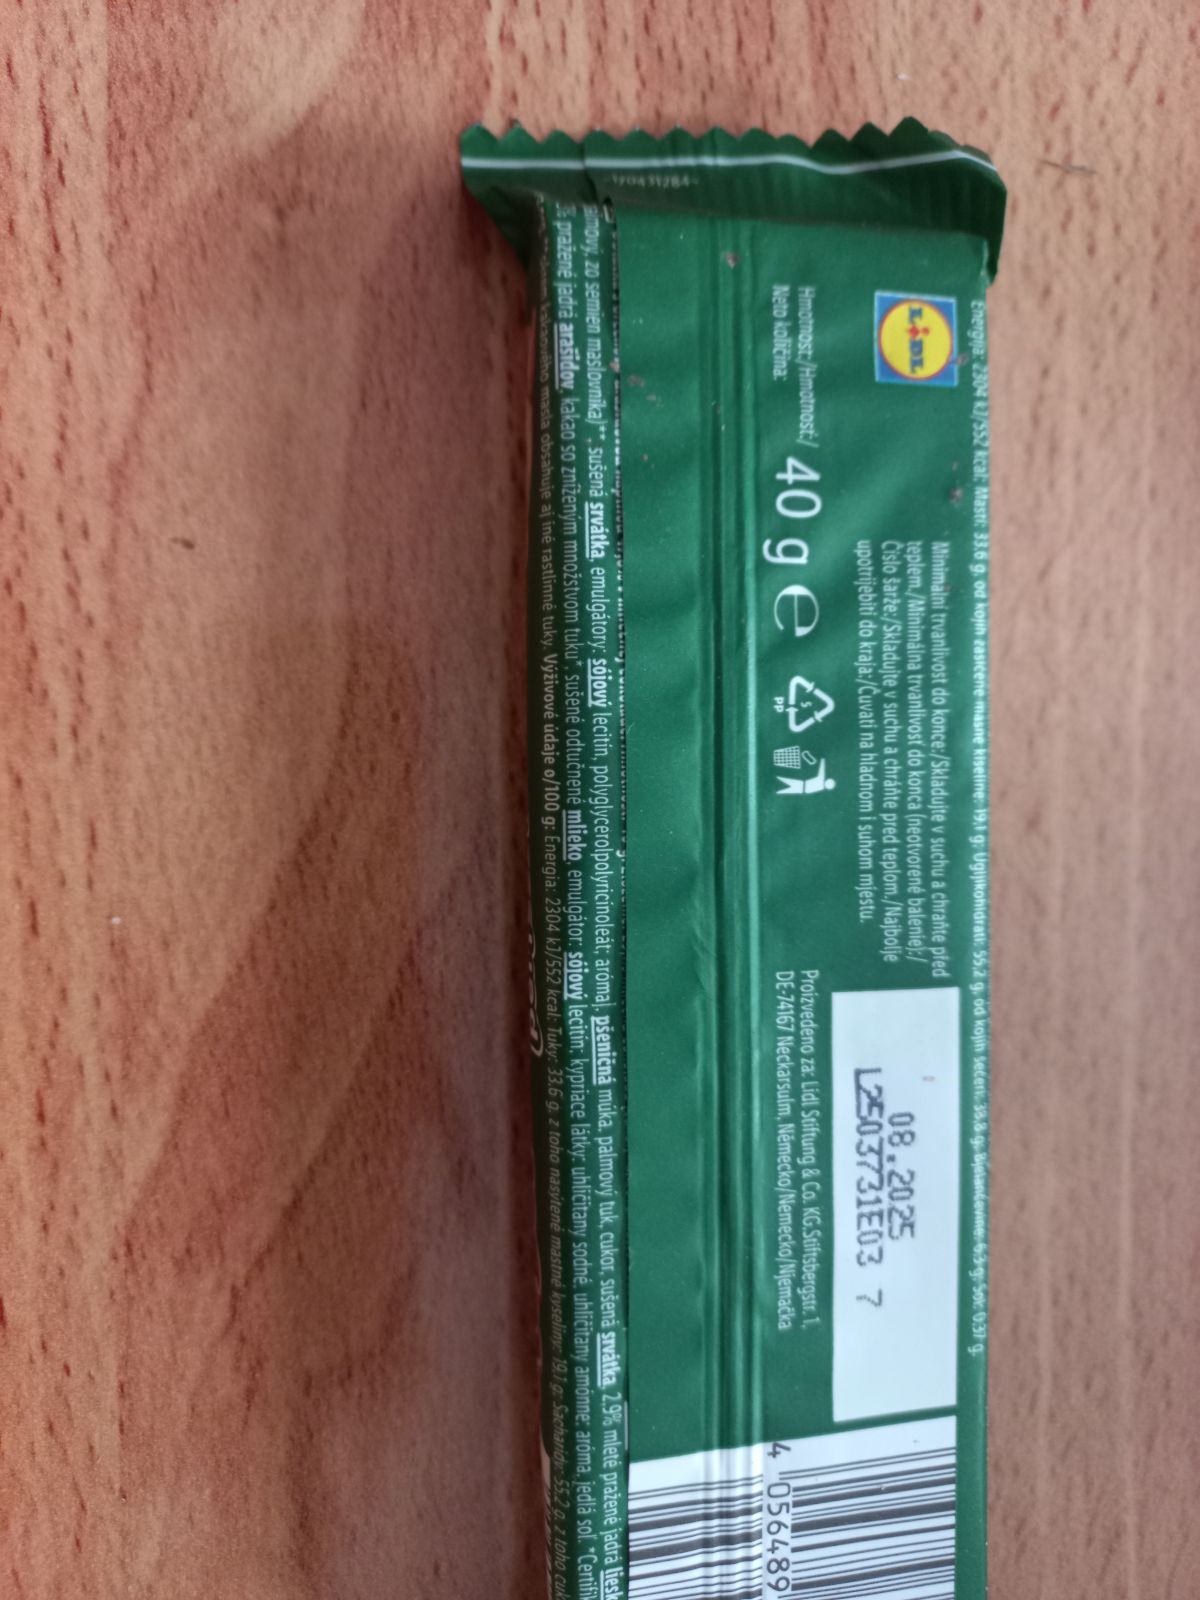 Energija: 2304 kJ/552 kcal; Masti: 33,6 g, od kojih zasićene masne kiseline: 19,1 g; Ugljikohidrati: 55,2 g, od kojih šećeri: 38,8 g; Bjelančevine: 6,3 g; Sol: 0,37 g.
LIDL
Minimální trvanlivost do konce:/Skladujte v suchu a chraňte před
teplem./Minimálna trvanlivosť do konca (neotvorené balenie):/
Číslo šarže:/Skladujte v suchu a chráňte pred teplom./Najbolje
upotrijebiti do kraja:/Čuvati na hladnom i suhom mjestu.
08.2025
L2503731E03 7
Hmotnost:/Hmotnosť:/
Neto količina:
40 g e
PP
Proizvedeno za: Lidl Stiftung & Co. KG, Stiftsbergstr. 1,
DE-74167 Neckarsulm, Německo/Nemecko/Njemačka
4 056489
zo semien maslovníka)**, sušená srvátka, emulgátory: sójový lecitín, polyglycerolpolyricinoleát; aróma], pšeničná múka, palmový tuk, cukor, sušená srvátka, 2,9% mleté pražené jadrá
pražené jadrá arašidov, kakao so zníženým množstvom tuku*, sušené odtučnené mlieko, emulgátor: sójový lecitín; kypriace látky: uhličitany sodné, uhličitany amónne; aróma, jedlá soľ.
masla obsahuje aj iné rastlinné tuky. Výživové údaje o/100 g: Energia: 2304 kJ/552 kcal; Tuky: 33,6 g, z toho nasýtené mastné kyseliny: 19,1 g; Sacharidy: 55,2 g, z toho